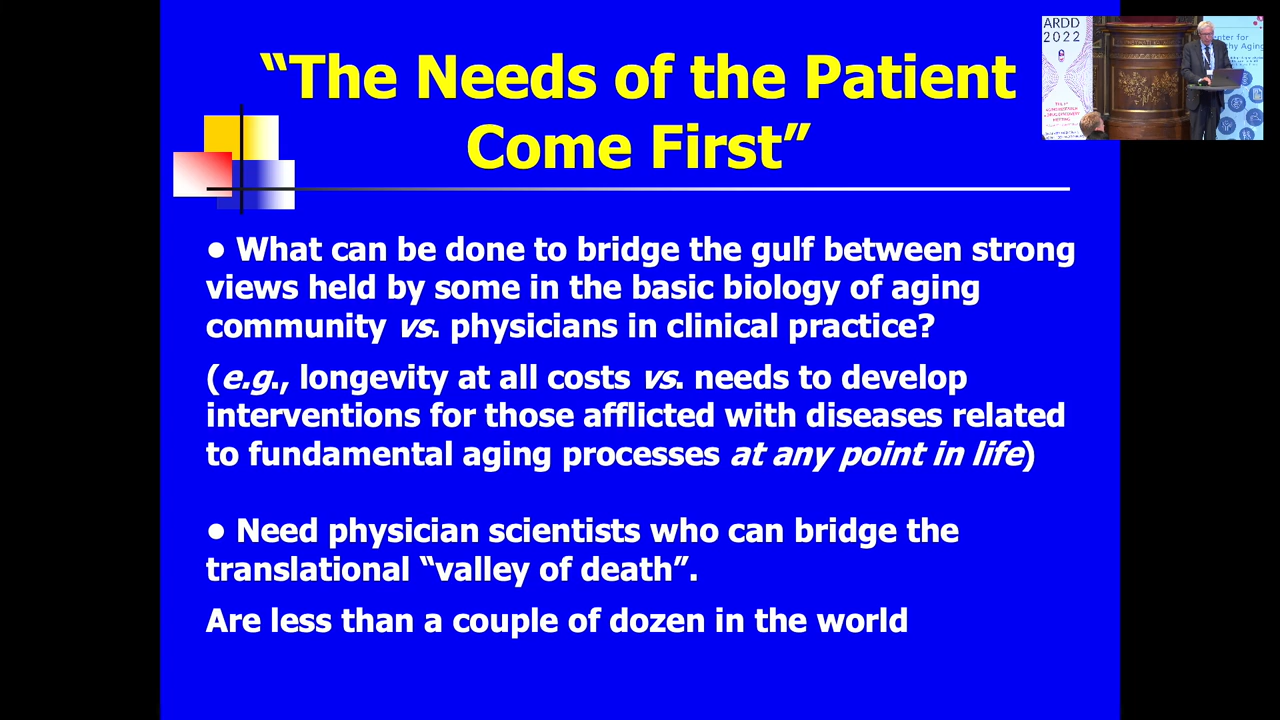 “The Needs of the Patient
Come First”
• What can be done to bridge the gulf between strong
views held by some in the basic biology of aging
community vs. physicians in clinical practice?
(e.g., longevity at all costs vs. needs to develop
interventions for those afflicted with diseases related
to fundamental aging processes at any point in life)
• Need physician scientists who can bridge the
translational “valley of death”.
Are less than a couple of dozen in the world
ARDD
2022